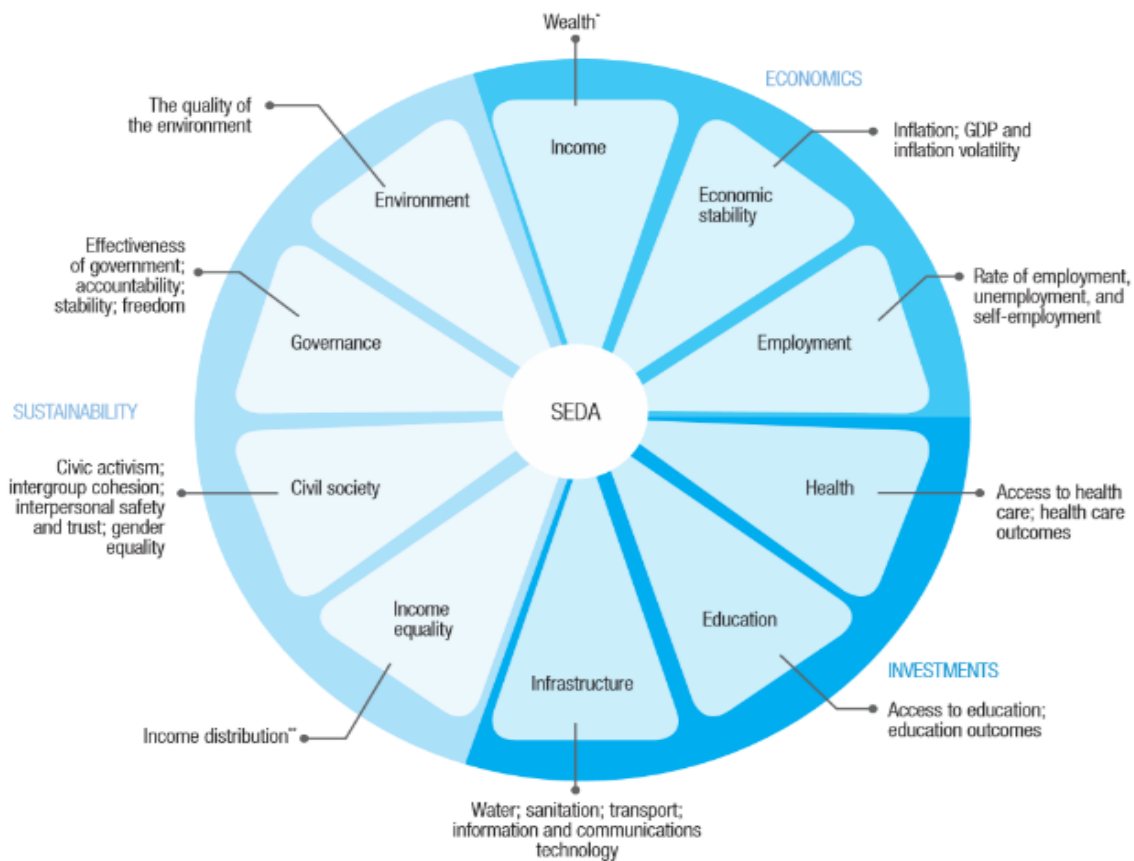 Wealth*
ECONOMICS
Income
Inflation; GDP and
inflation volatility
Economic
stability
Rate of employment,
unemployment, and
self-employment
Employment
Health
Access to health
care; health care
outcomes
Education
INVESTMENTS
Access to education;
education outcomes
Infrastructure
Water; sanitation; transport;
information and communications
technology
Income
equality
Income distribution**
Civil society
Civic activism;
intergroup cohesion;
interpersonal safety
and trust; gender
equality
SUSTAINABILITY
Governance
Effectiveness
of government;
accountability;
stability; freedom
Environment
The quality of
the environment
SEDA